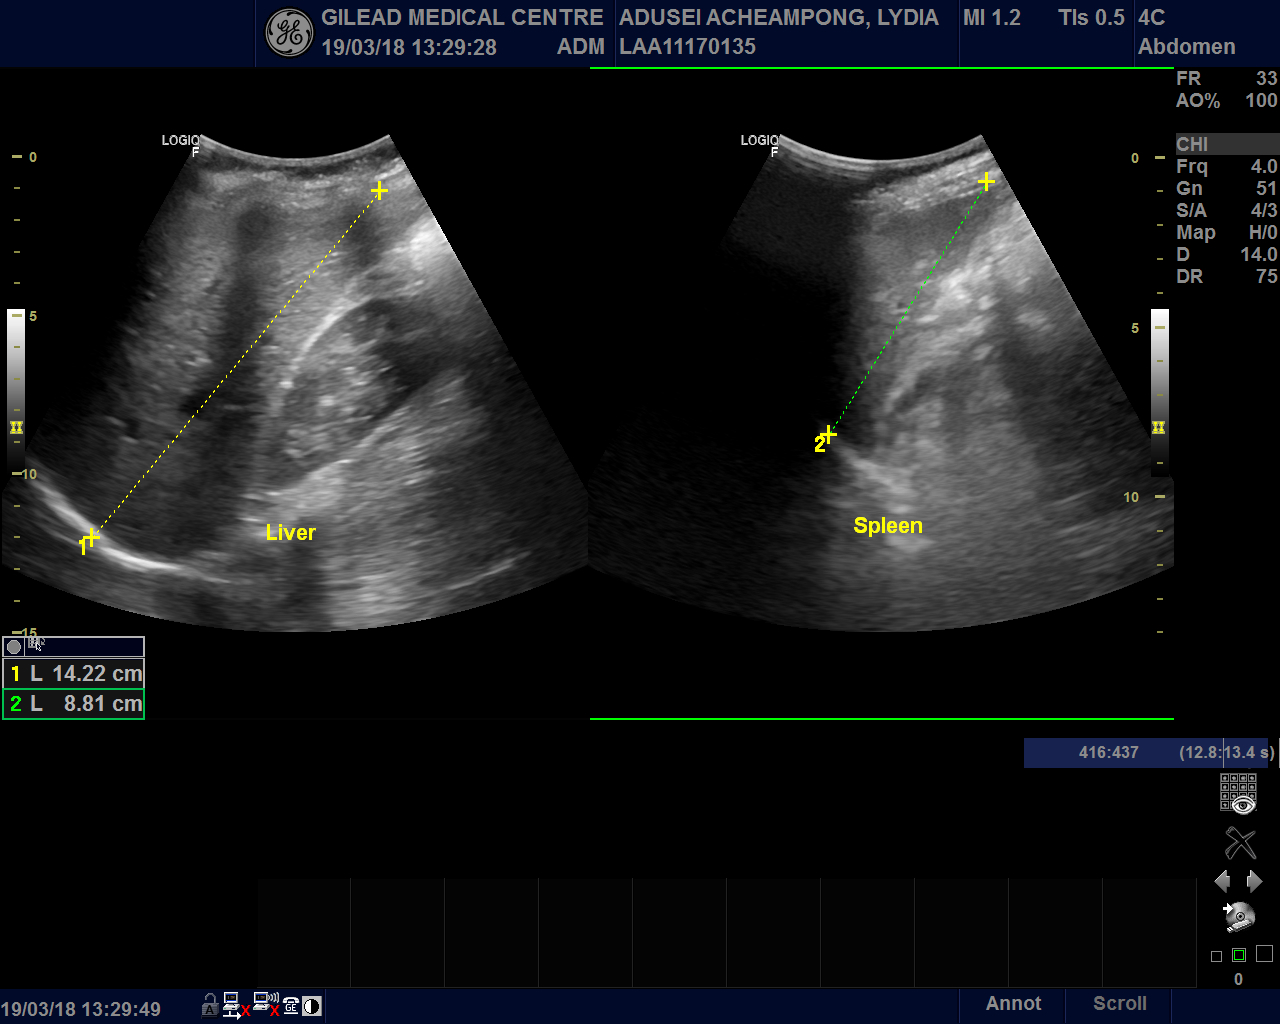 GILEAD MEDICAL CENTRE
19/03/18 13:29:28 ADM
ADUSEI ACHEAMPONG, LYDIA
LAA11170135
MI 1.2 TIs 0.5
4C
Abdomen
FR 33
AO% 100
CHI
Frq 4.0
Gn 51
S/A 4/3
Map H/0
D 14.0
DR 75
LOGIQ
F
0
5
10
15
1
Liver
LOGIQ
F
0
5
10
2
Spleen
1 L 14.22 cm
2 L 8.81 cm
416:437 (12.8:13.4 s)
0
19/03/18 13:29:49
A
GE
Annot
Scroll